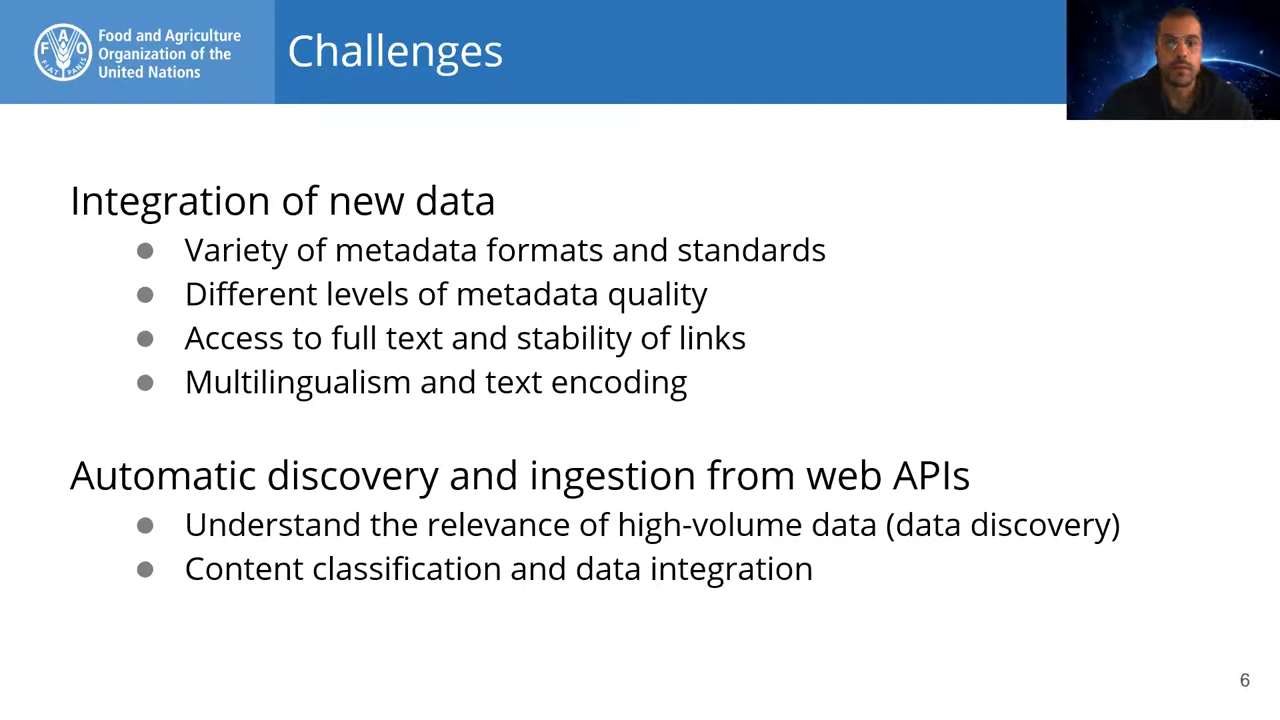 Food and Agriculture
Organization of the
United Nations
FAO
FIAT PANIS
Challenges
Integration of new data
● Variety of metadata formats and standards
● Different levels of metadata quality
● Access to full text and stability of links
● Multilingualism and text encoding
Automatic discovery and ingestion from web APIs
● Understand the relevance of high-volume data (data discovery)
● Content classification and data integration
6